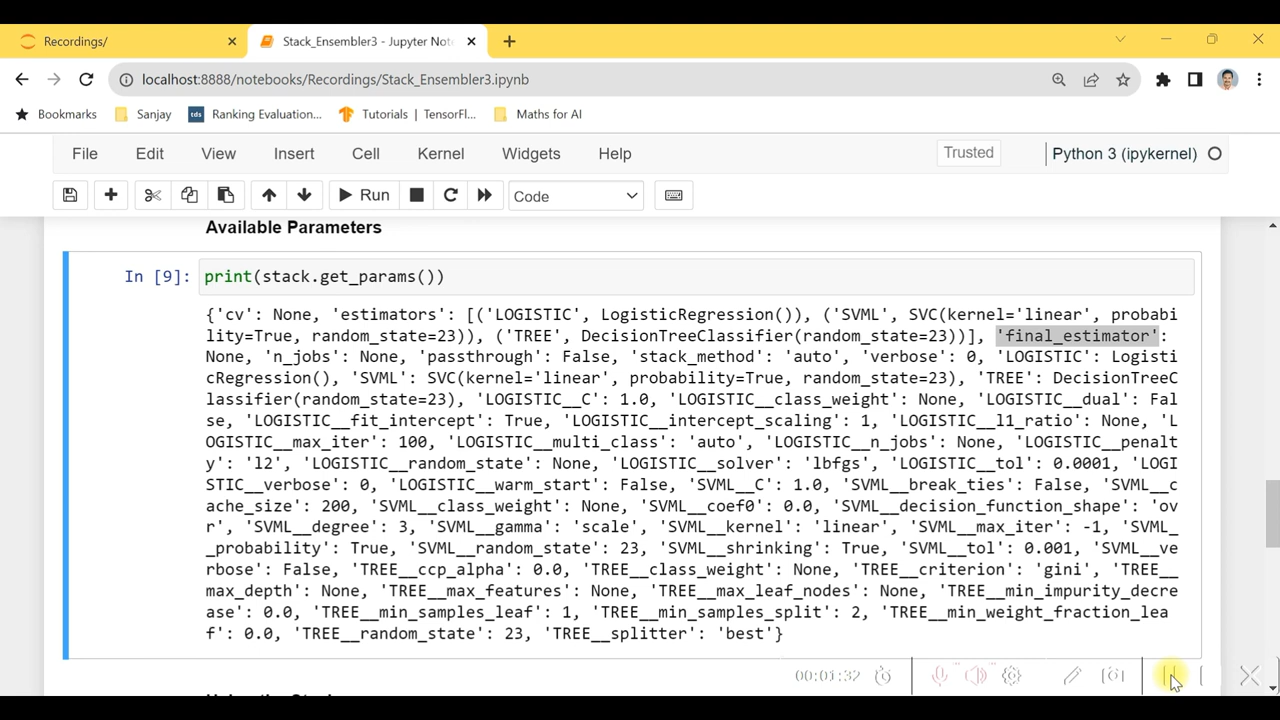 Recordings/
Stack_Ensembler3 - Jupyter Not
localhost:8888/notebooks/Recordings/Stack_Ensembler3.ipynb
Bookmarks Sanjay tds Ranking Evaluation... Tutorials | TensorFl... Maths for AI
File Edit View Insert Cell Kernel Widgets Help Trusted Python 3 (ipykernel)
Run Code
Available Parameters
In [9]: print(stack.get_params())
{'cv': None, 'estimators': [('LOGISTIC', LogisticRegression()), ('SVML', SVC(kernel='linear', probabi
lity=True, random_state=23)), ('TREE', DecisionTreeClassifier(random_state=23))], 'final_estimator':
None, 'n_jobs': None, 'passthrough': False, 'stack_method': 'auto', 'verbose': 0, 'LOGISTIC': Logisti
cRegression(), 'SVML': SVC(kernel='linear', probability=True, random_state=23), 'TREE': DecisionTreeC
lassifier(random_state=23), 'LOGISTIC__C': 1.0, 'LOGISTIC__class_weight': None, 'LOGISTIC__dual': Fal
se, 'LOGISTIC__fit_intercept': True, 'LOGISTIC__intercept_scaling': 1, 'LOGISTIC__l1_ratio': None, 'L
OGISTIC__max_iter': 100, 'LOGISTIC__multi_class': 'auto', 'LOGISTIC__n_jobs': None, 'LOGISTIC__penalt
y': 'l2', 'LOGISTIC__random_state': None, 'LOGISTIC__solver': 'lbfgs', 'LOGISTIC__tol': 0.0001, 'LOGI
STIC__verbose': 0, 'LOGISTIC__warm_start': False, 'SVML__C': 1.0, 'SVML__break_ties': False, 'SVML__c
ache_size': 200, 'SVML__class_weight': None, 'SVML__coef0': 0.0, 'SVML__decision_function_shape': 'ov
r', 'SVML__degree': 3, 'SVML__gamma': 'scale', 'SVML__kernel': 'linear', 'SVML__max_iter': -1, 'SVML_
_probability': True, 'SVML__random_state': 23, 'SVML__shrinking': True, 'SVML__tol': 0.001, 'SVML__ve
rbose': False, 'TREE__ccp_alpha': 0.0, 'TREE__class_weight': None, 'TREE__criterion': 'gini', 'TREE__
max_depth': None, 'TREE__max_features': None, 'TREE__max_leaf_nodes': None, 'TREE__min_impurity_decre
ase': 0.0, 'TREE__min_samples_leaf': 1, 'TREE__min_samples_split': 2, 'TREE__min_weight_fraction_lea
f': 0.0, 'TREE__random_state': 23, 'TREE__splitter': 'best'}
00:01:32